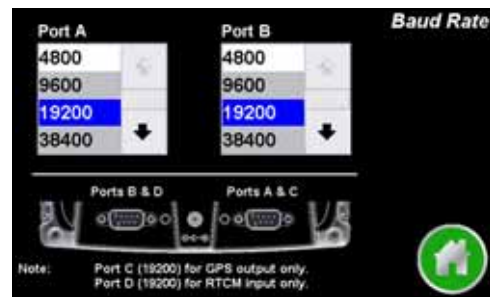 Baud Rate
Port A
4800
9600
19200
38400
Port B
4800
9600
19200
38400
Ports B & D
Ports A & C
Note: Port C (19200) for GPS output only.
Port D (19200) for RTCM input only.